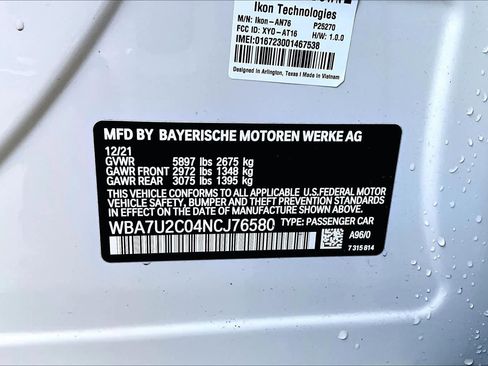 Ikon Technologies
M/N: Ikon-AN76 P25270
FCC ID: XYO-AT16 H/W: 1.0.0
IMEI:016723001467538
Designed in Arlington, Texas I Made in Vietnam
MFD BY BAYERISCHE MOTOREN WERKE AG
12/21
GVWR 5897 lbs 2675 kg
GAWR FRONT 2972 lbs 1348 kg
GAWR REAR 3075 lbs 1395 kg
THIS VEHICLE CONFORMS TO ALL APPLICABLE U.S.FEDERAL MOTOR
VEHICLE SAFETY, BUMPER AND THEFT PREVENTION STANDARDS
IN EFFECT ON THE DATE OF MANUFACTURE SHOWN ABOVE.
WBA7U2C04NCJ76580 TYPE: PASSENGER CAR
A96/0
7 315 814